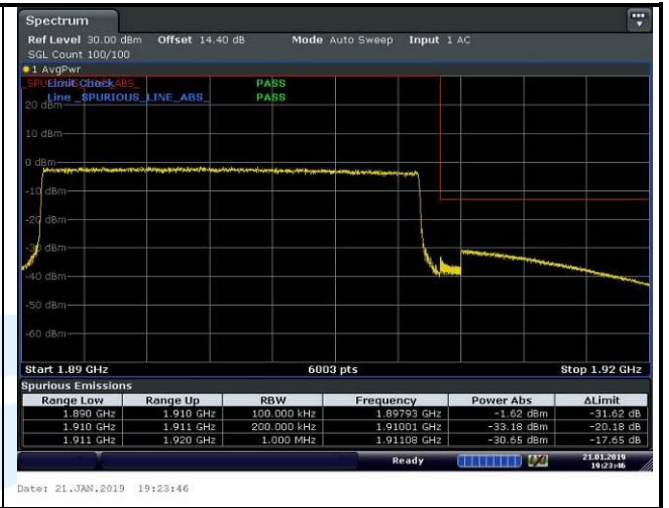 Spectrum
Ref Level 30.00 dBm Offset 14.40 dB Mode Auto Sweep Input 1 AC
SGL Count 100/100
1 AvgPwr
Limit Check PASS
Line _SPURIOUS_LINE_ABS_ PASS
20 dBm
10 dBm
0 dBm
-10 dBm
-20 dBm
-30 dBm
-40 dBm
-50 dBm
-60 dBm
Start 1.89 GHz 6003 pts Stop 1.92 GHz
Spurious Emissions
Range Low Range Up RBW Frequency Power Abs ΔLimit
1.890 GHz 1.910 GHz 100.000 kHz 1.89793 GHz -1.62 dBm -31.62 dB
1.910 GHz 1.911 GHz 200.000 kHz 1.91001 GHz -33.18 dBm -20.18 dB
1.911 GHz 1.920 GHz 1.000 MHz 1.91108 GHz -30.65 dBm -17.65 dB
Ready 21.01.2019
19:23:46
Date: 21.JAN.2019 19:23:46